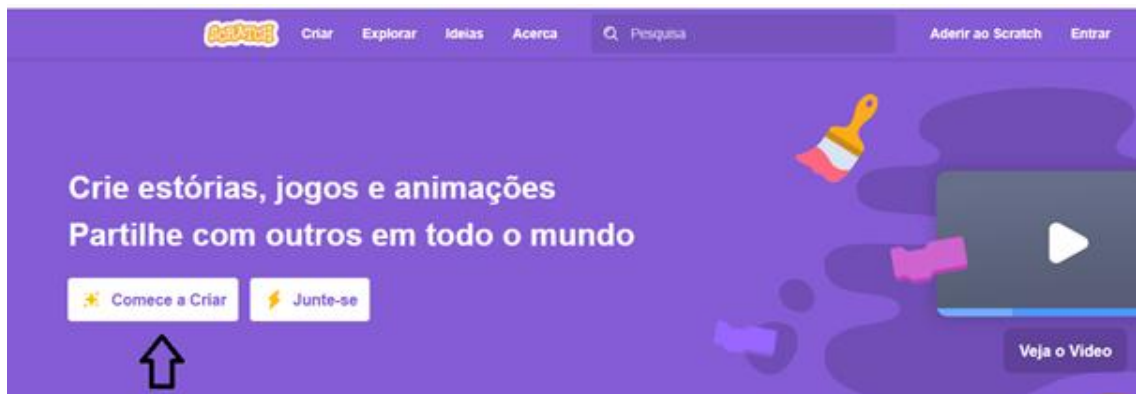 SCRATCH Criar Explorar Ideias Acerca Pesquisa Aderir ao Scratch Entrar
Crie estórias, jogos e animações
Partilhe com outros em todo o mundo
Comece a Criar Junte-se
Veja o Video